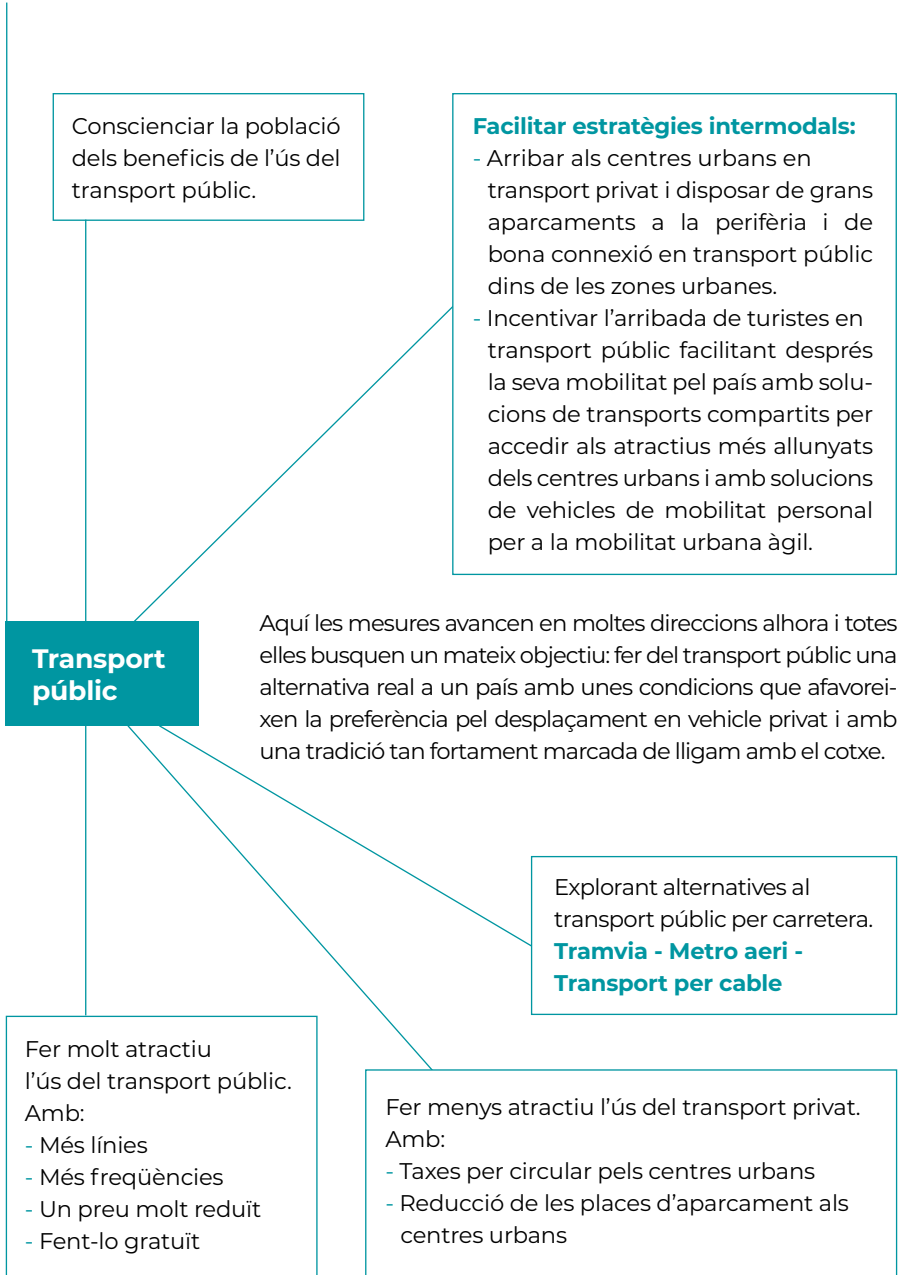 Conscienciar la població
dels beneficis de l’ús del
transport públic.
Facilitar estratègies intermodals:
- Arribar als centres urbans en
transport privat i disposar de grans
aparcaments a la perifèria i de
bona connexió en transport públic
dins de les zones urbanes.
- Incentivar l’arribada de turistes en
transport públic facilitant després
la seva mobilitat pel país amb solu-
cions de transports compartits per
accedir als atractius més allunyats
dels centres urbans i amb solucions
de vehicles de mobilitat personal
per a la mobilitat urbana àgil.
Transport
públic
Aquí les mesures avancen en moltes direccions alhora i totes
elles busquen un mateix objectiu: fer del transport públic una
alternativa real a un país amb unes condicions que afavorei-
xen la preferència pel desplaçament en vehicle privat i amb
una tradició tan fortament marcada de lligam amb el cotxe.
Explorant alternatives al
transport públic per carretera.
Tramvia - Metro aeri -
Transport per cable
Fer molt atractiu
l’ús del transport públic.
Amb:
- Més línies
- Més freqüències
- Un preu molt reduït
- Fent-lo gratuït
Fer menys atractiu l’ús del transport privat.
Amb:
- Taxes per circular pels centres urbans
- Reducció de les places d’aparcament als
centres urbans